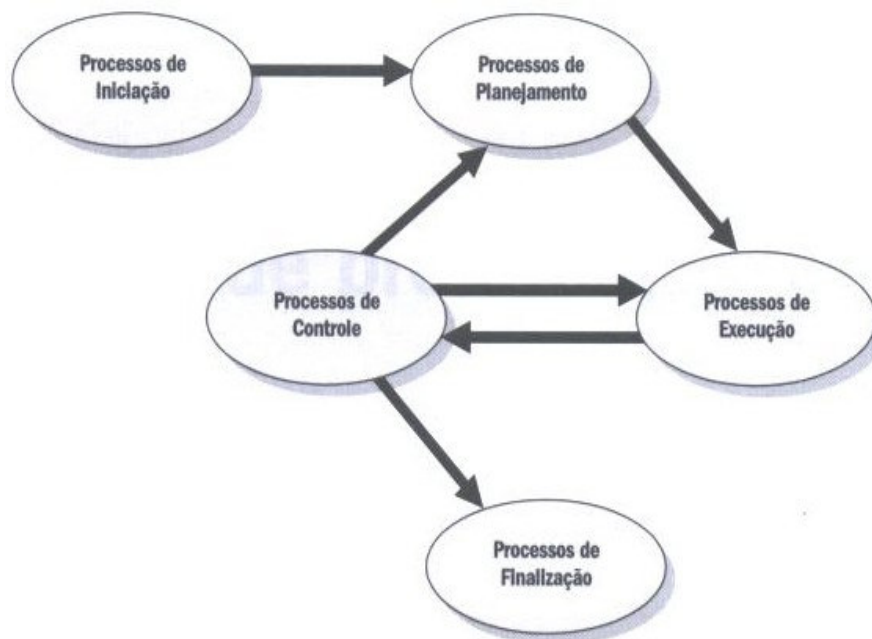 Processos de
Iniciação
Processos de
Planejamento
Processos de
Controle
Processos de
Execução
Processos de
Finalização